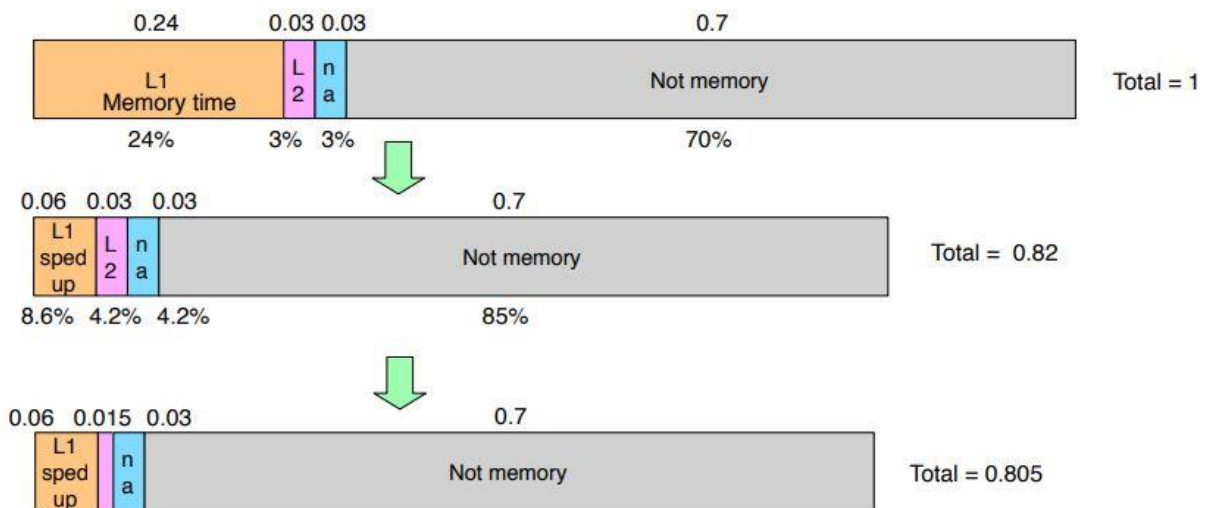 0.24 0.03 0.03 0.7
L1
Memory time
L
2
n
a
Not memory
Total = 1
24% 3% 3% 70%
0.06 0.03 0.03 0.7
L1
sped
up
L
2
n
a
Not memory
Total = 0.82
8.6% 4.2% 4.2% 85%
0.06 0.015 0.03 0.7
L1
sped
up
n
a
Not memory
Total = 0.805